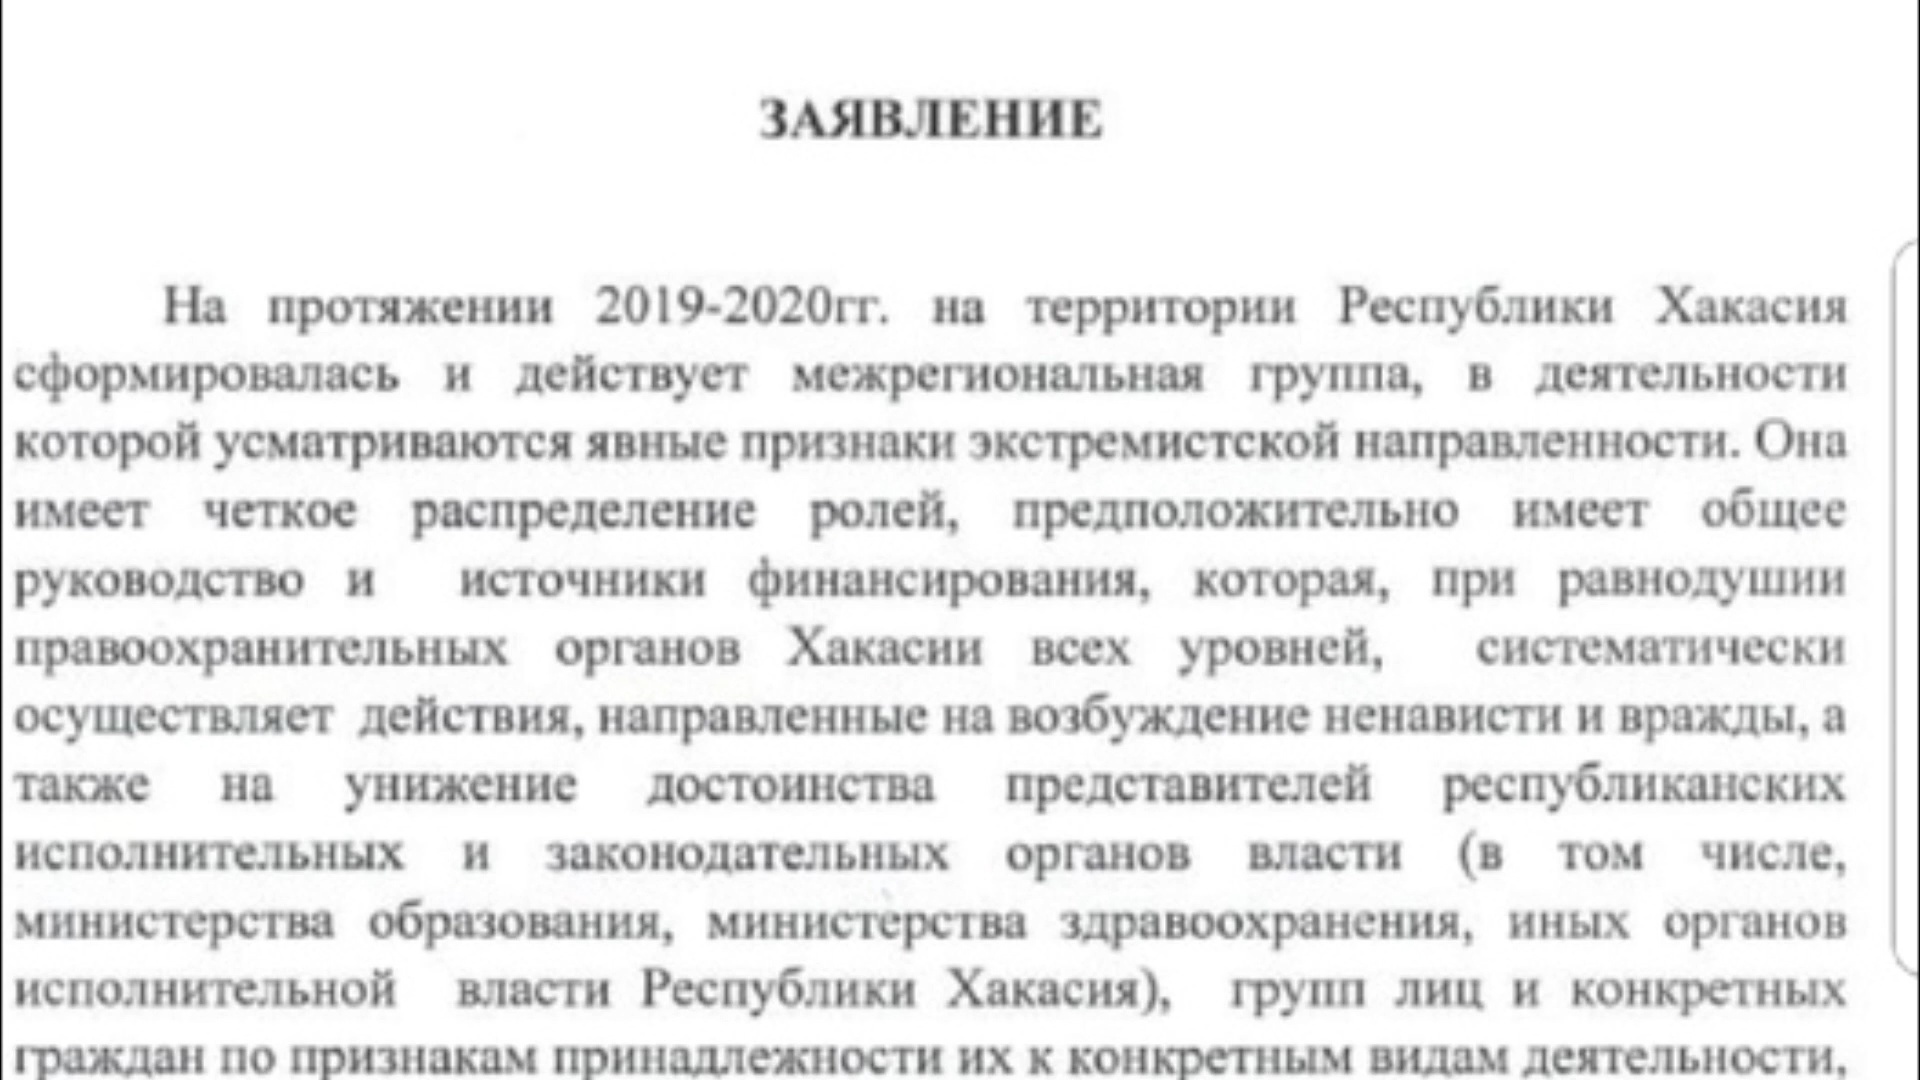 ЗАЯВЛЕНИЕ
На протяжении 2019-2020гг. на территории Республики Хакасия
сформировалась и действует межрегиональная группа, в деятельности
которой усматриваются явные признаки экстремистской направленности. Она
имеет четкое распределение ролей, предположительно имеет общее
руководство и источники финансирования, которая, при равнодушии
правоохранительных органов Хакасии всех уровней, систематически
осуществляет действия, направленные на возбуждение ненависти и вражды, а
также на унижение достоинства представителей республиканских
исполнительных и законодательных органов власти (в том числе,
министерства образования, министерства здравоохранения, иных органов
исполнительной власти Республики Хакасия), групп лиц и конкретных
граждан по признакам принадлежности их к конкретным видам деятельности,